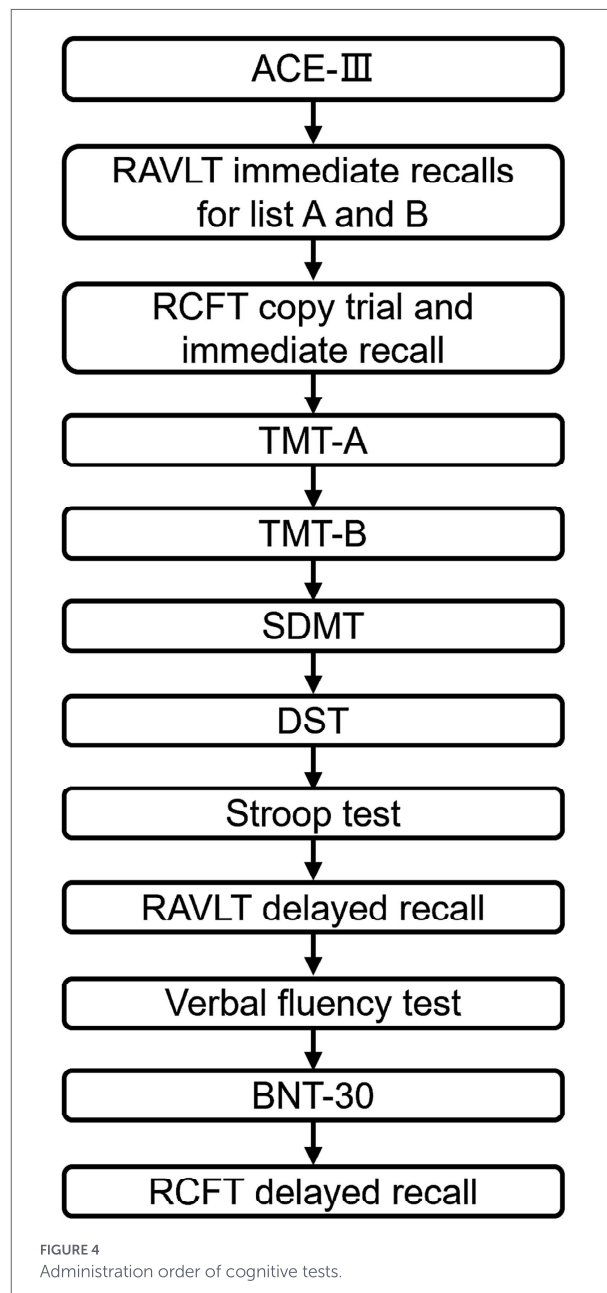 ACE-Ⅲ
RAVLT immediate recalls
for list A and B
RCFT copy trial and
immediate recall
TMT-A
TMT-B
SDMT
DST
Stroop test
RAVLT delayed recall
Verbal fluency test
BNT-30
RCFT delayed recall
FIGURE 4
Administration order of cognitive tests.